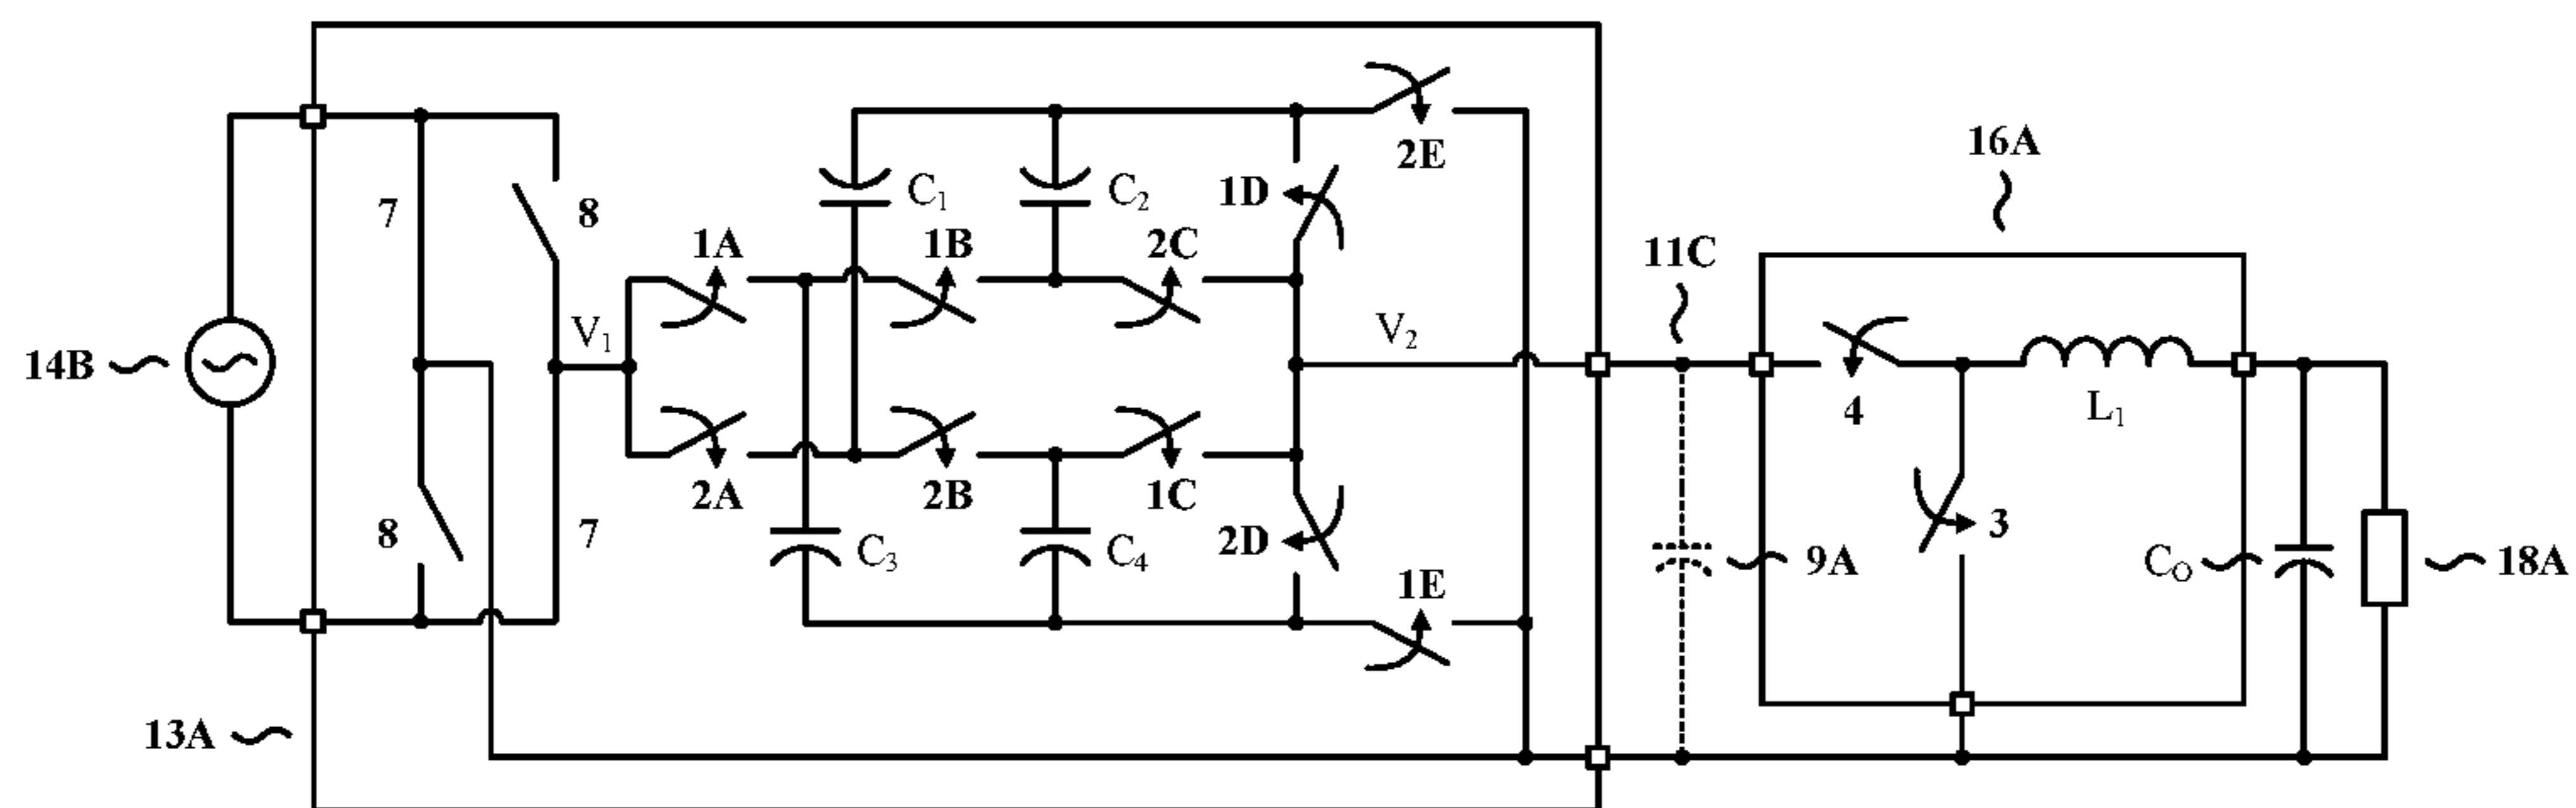 2E
16A
7
8
C₁
C₂
1D
1A
1B
2C
11C
V₁
V₂
14B
4
L₁
2A
2B
1C
8
7
C₃
C₄
2D
3
9A
C_O
18A
1E
13A